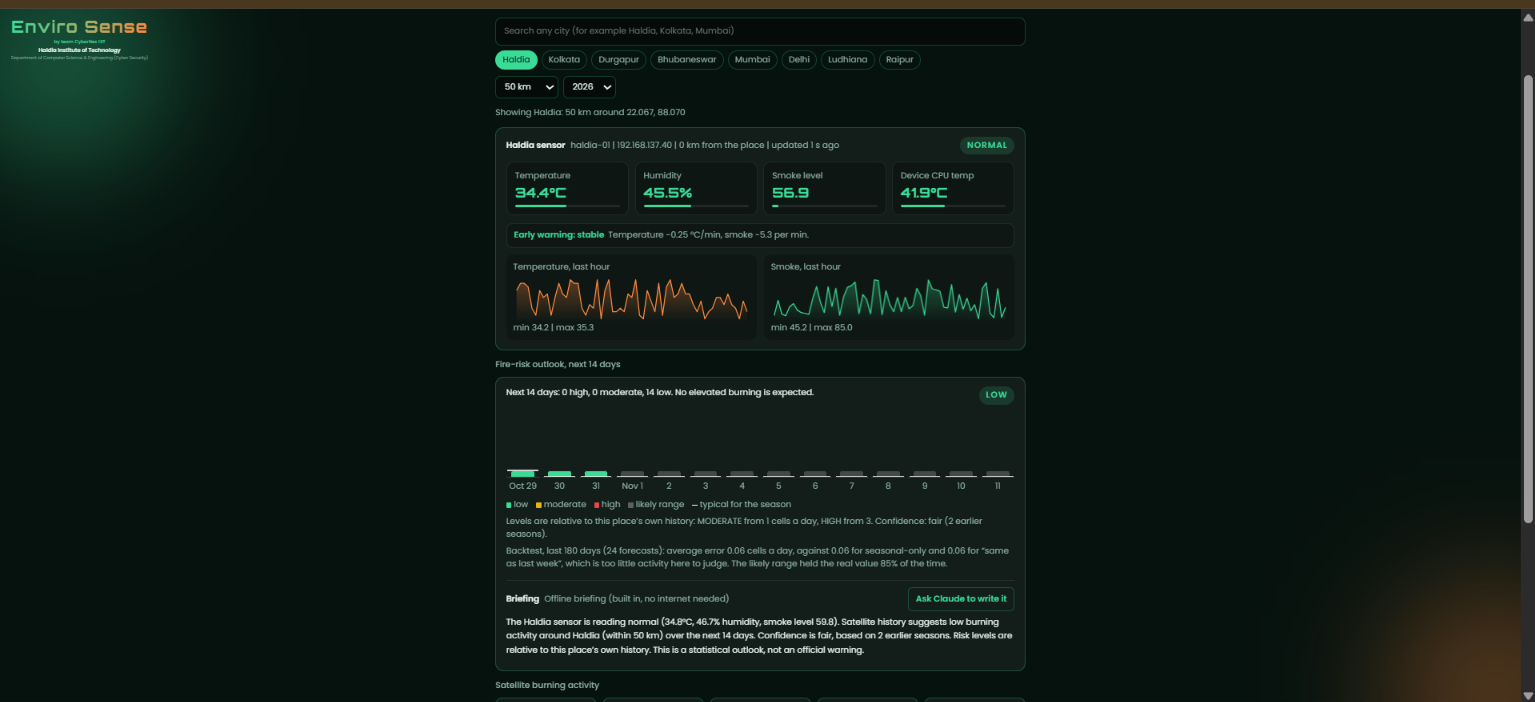 Enviro Sense
by team CyberNex HIT
Haldia Institute of Technology
Department of Computer Science & Engineering (Cyber Security)
Search any city (for example Haldia, Kolkata, Mumbai)
Haldia Kolkata Durgapur Bhubaneswar Mumbai Delhi Ludhiana Raipur
50 km 2026
Showing Haldia: 50 km around 22.067, 88.070
Haldia sensor haldia-01 | 192.168.137.40 | 0 km from the place | updated 1 s ago NORMAL
Temperature Humidity Smoke level Device CPU temp
34.4°C 45.5% 56.9 41.9°C
Early warning: stable Temperature -0.25 °C/min, smoke -5.3 per min.
Temperature, last hour Smoke, last hour
min 34.2 | max 35.3 min 45.2 | max 85.0
Fire-risk outlook, next 14 days
Next 14 days: 0 high, 0 moderate, 14 low. No elevated burning is expected. LOW
Oct 29 30 31 Nov 1 2 3 4 5 6 7 8 9 10 11
low moderate high likely range typical for the season
Levels are relative to this place's own history: MODERATE from 1 cells a day, HIGH from 3. Confidence: fair (2 earlier
seasons).
Backtest, last 180 days (24 forecasts): average error 0.06 cells a day, against 0.06 for seasonal-only and 0.06 for "same
as last week", which is too little activity here to judge. The likely range held the real value 85% of the time.
Briefing Offline briefing (built in, no internet needed) Ask Claude to write it
The Haldia sensor is reading normal (34.8°C, 46.7% humidity, smoke level 59.8). Satellite history suggests low burning
activity around Haldia (within 50 km) over the next 14 days. Confidence is fair, based on 2 earlier seasons. Risk levels are
relative to this place's own history. This is a statistical outlook, not an official warning.
Satellite burning activity